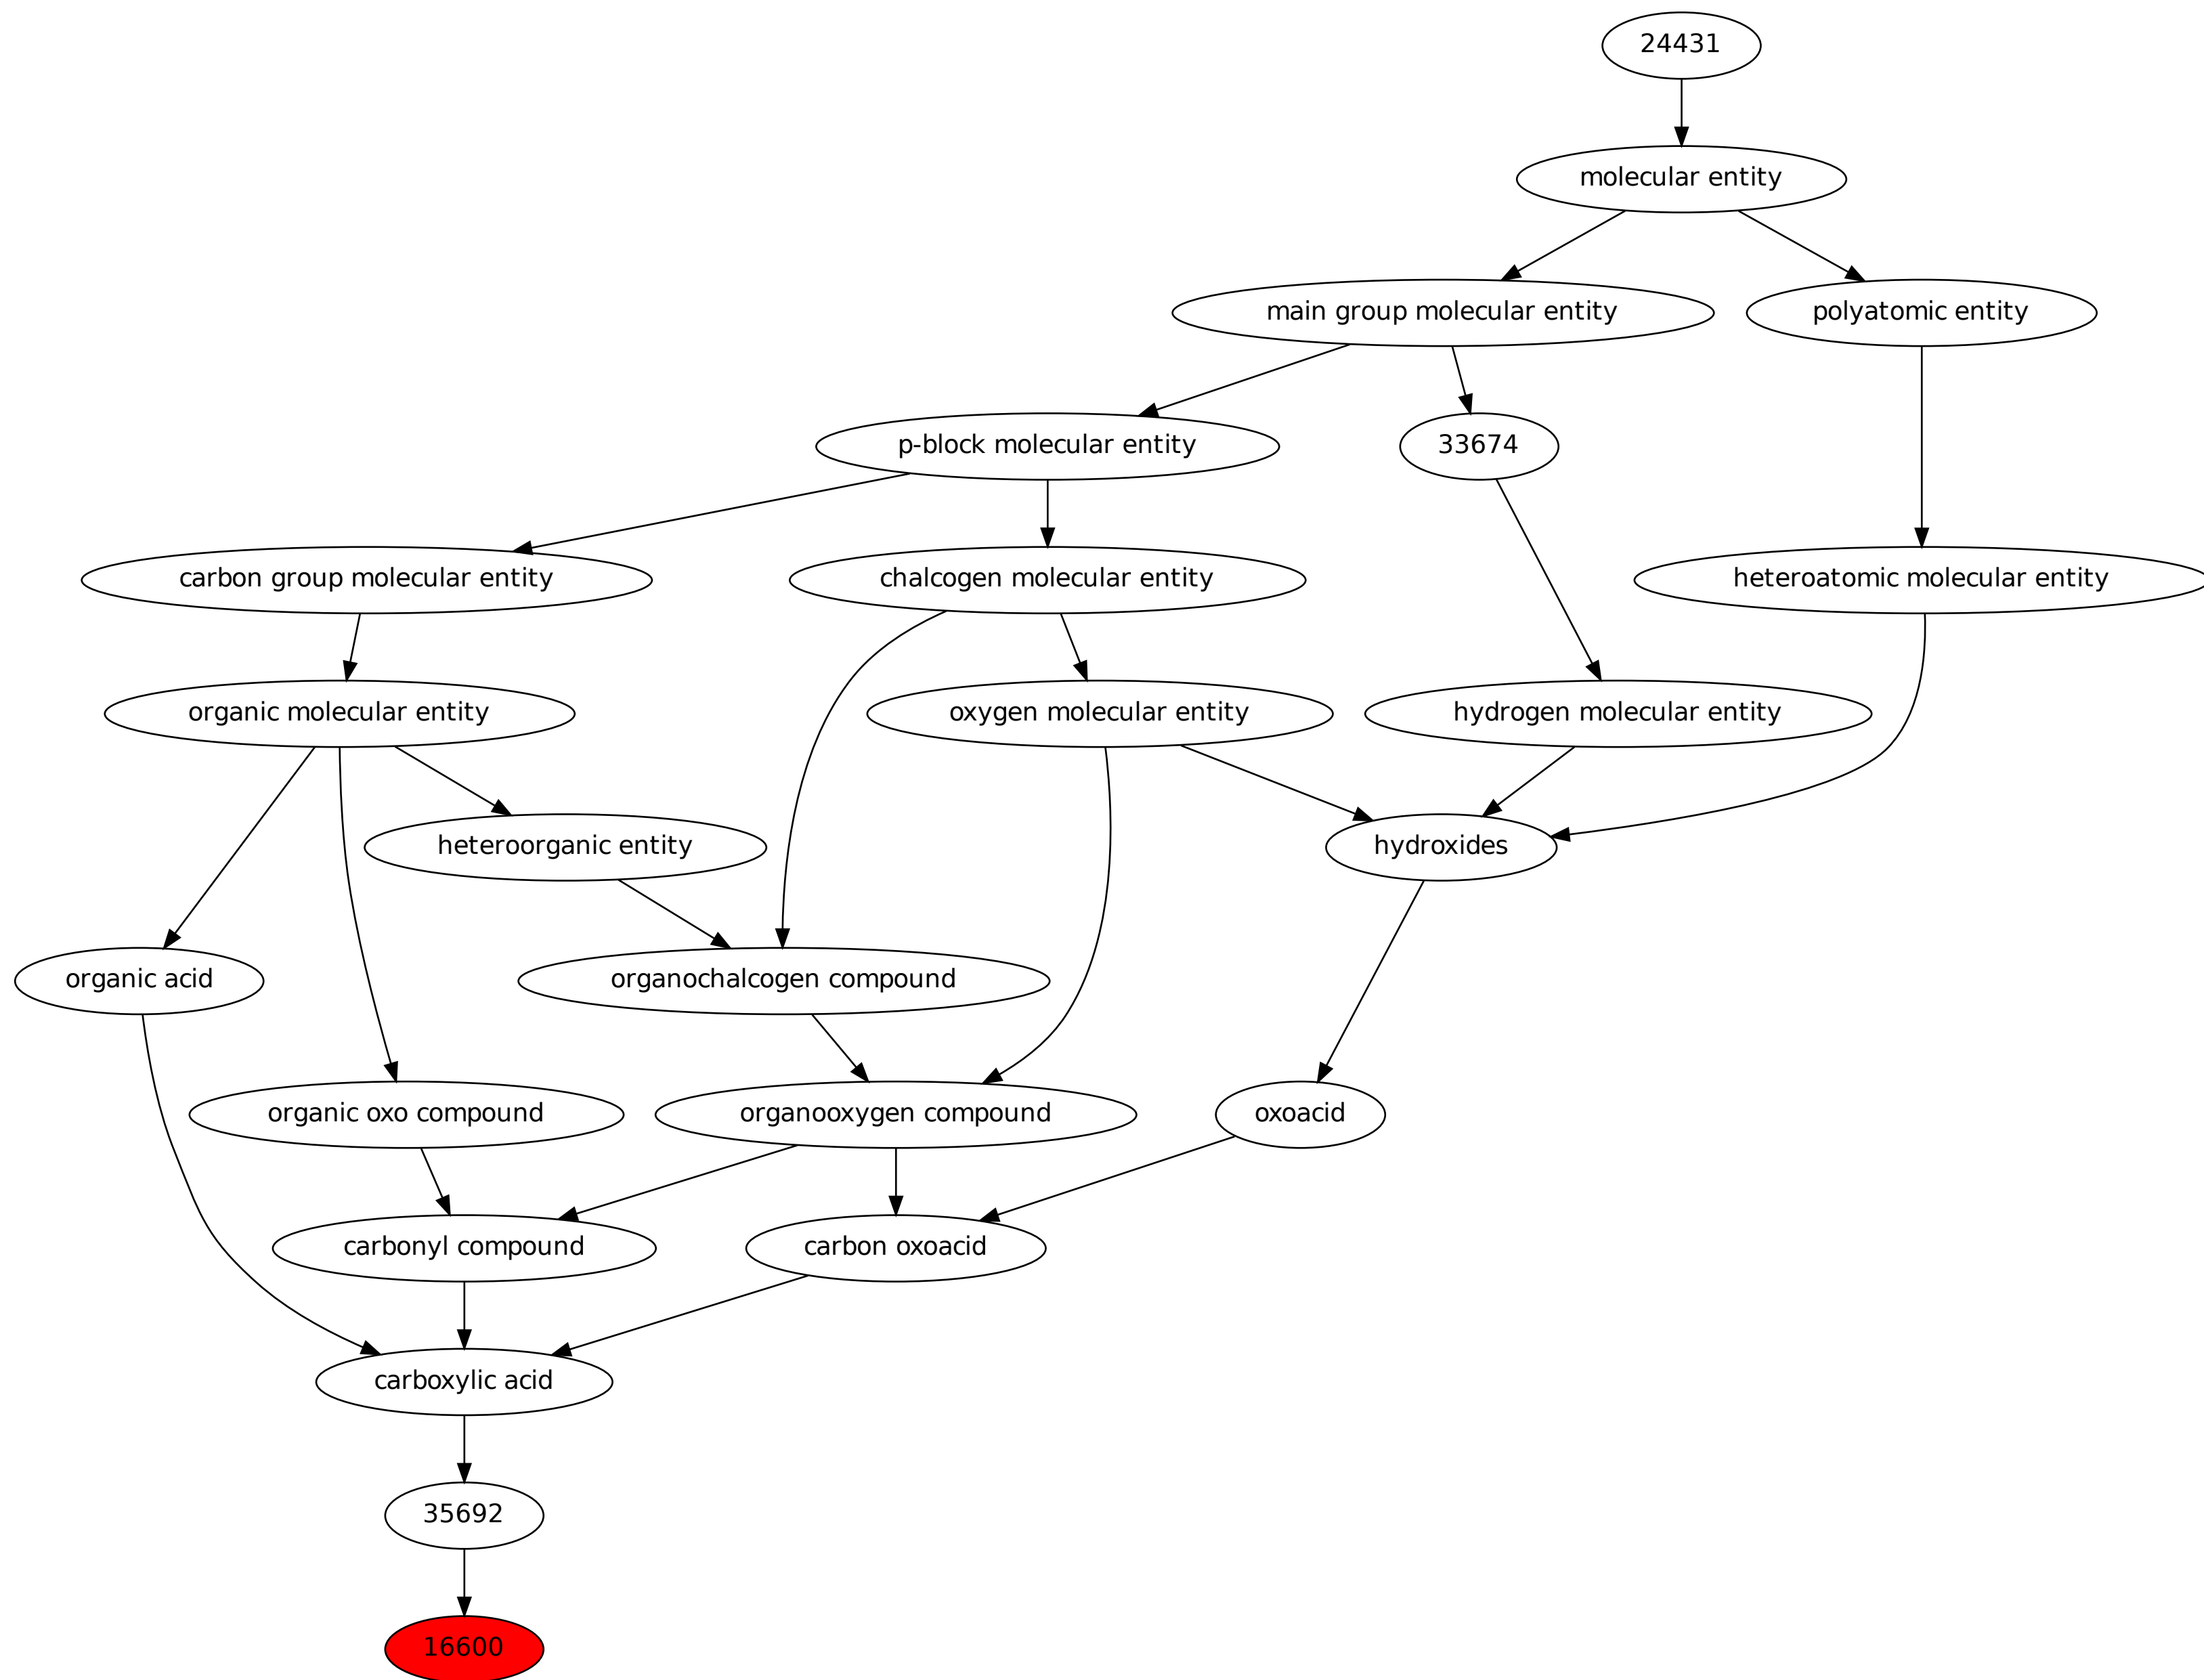 24431
molecular entity
main group molecular entity
polyatomic entity
p-block molecular entity
33674
carbon group molecular entity
chalcogen molecular entity
heteroatomic molecular entity
organic molecular entity
oxygen molecular entity
hydrogen molecular entity
heteroorganic entity
hydroxides
organic acid
organochalcogen compound
organic oxo compound
organooxygen compound
oxoacid
carbonyl compound
carbon oxoacid
carboxylic acid
35692
16600